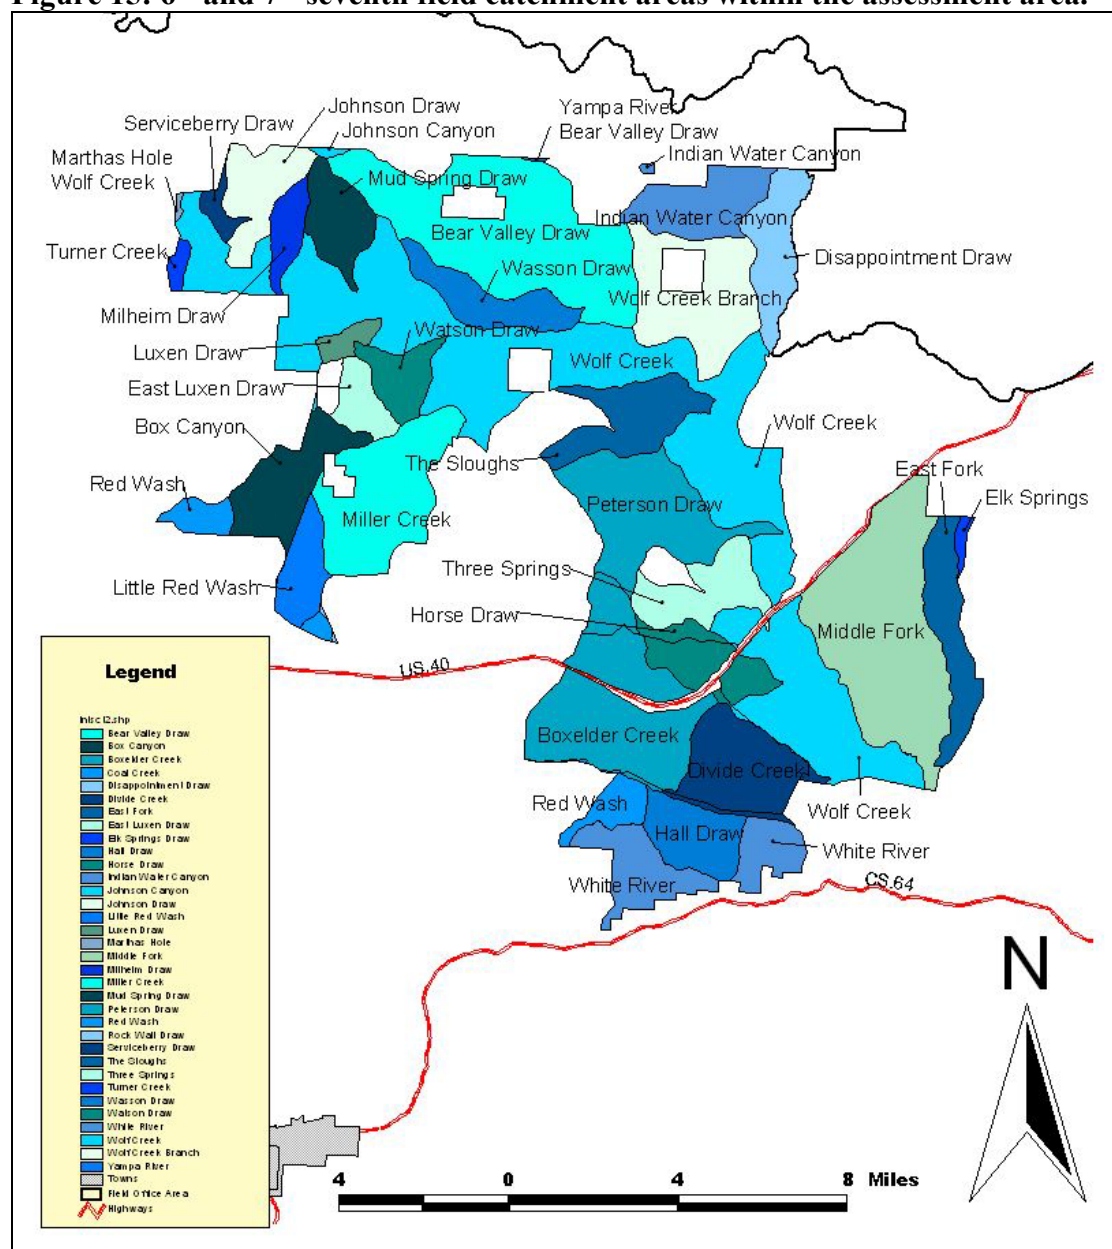 Figure 15: 6th and 7th seventh field catchment areas within the assessment area.
Johnson Draw
Yampa River
Serviceberry Draw
Johnson Canyon
Bear Valley Draw
Marthas Hole
Indian Water Canyon
Wolf Creek
Mud Spring Draw
Indian Water Canyon
Bear Valley Draw
Turner Creek
Disappointment Draw
Wasson Draw
Wolf Creek Branch
Milheim Draw
Watson Draw
Luxen Draw
Wolf Creek
East Luxen Draw
Box Canyon
Wolf Creek
The Sloughs
East Fork
Red Wash
Elk Springs
Peterson Draw
Miller Creek
Three Springs
Little Red Wash
Horse Draw
Middle Fork
US.40
Boxelder Creek
Divide Creek
Red Wash
Wolf Creek
Hall Draw
White River
White River
CS.64
Legend
inlscl2.shp
Bear Valley Draw
Box Canyon
Boxelder Creek
Coal Creek
Disappointment Draw
Divide Creek
East Fork
East Luxen Draw
Elk Springs Draw
Hall Draw
Horse Draw
Indian Water Canyon
Johnson Canyon
Johnson Draw
Little Red Wash
Luxen Draw
Marthas Hole
Middle Fork
Milheim Draw
Miller Creek
Mud Spring Draw
Peterson Draw
Red Wash
Rock Wall Draw
Serviceberry Draw
The Sloughs
Three Springs
Turner Creek
Wasson Draw
Watson Draw
White River
Wolf Creek
Wolf Creek Branch
Yampa River
Towns
Field Office Area
Highways
N
4 0 4 8 Miles